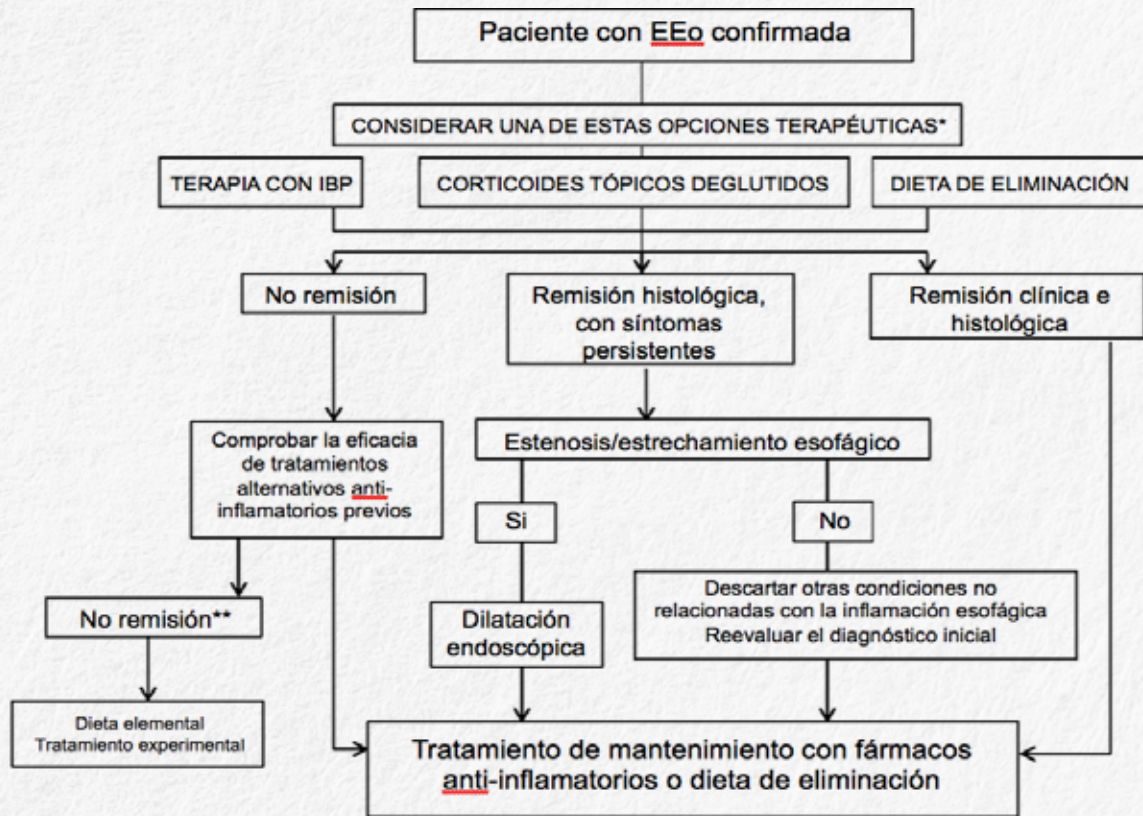 Paciente con EEo confirmada
CONSIDERAR UNA DE ESTAS OPCIONES TERAPÉUTICAS*
TERAPIA CON IBP
CORTICOIDES TÓPICOS DEGLUTIDOS
DIETA DE ELIMINACIÓN
No remisión
Remisión histológica,
con síntomas
persistentes
Remisión clínica e
histológica
Comprobar la eficacia
de tratamientos
alternativos anti-
inflamatorios previos
Estenosis/estrechamiento esofágico
Si
No
No remisión**
Dilatación
endoscópica
Descartar otras condiciones no
relacionadas con la inflamación esofágica
Reevaluar el diagnóstico inicial
Dieta elemental
Tratamiento experimental
Tratamiento de mantenimiento con fármacos
anti-inflamatorios o dieta de eliminación